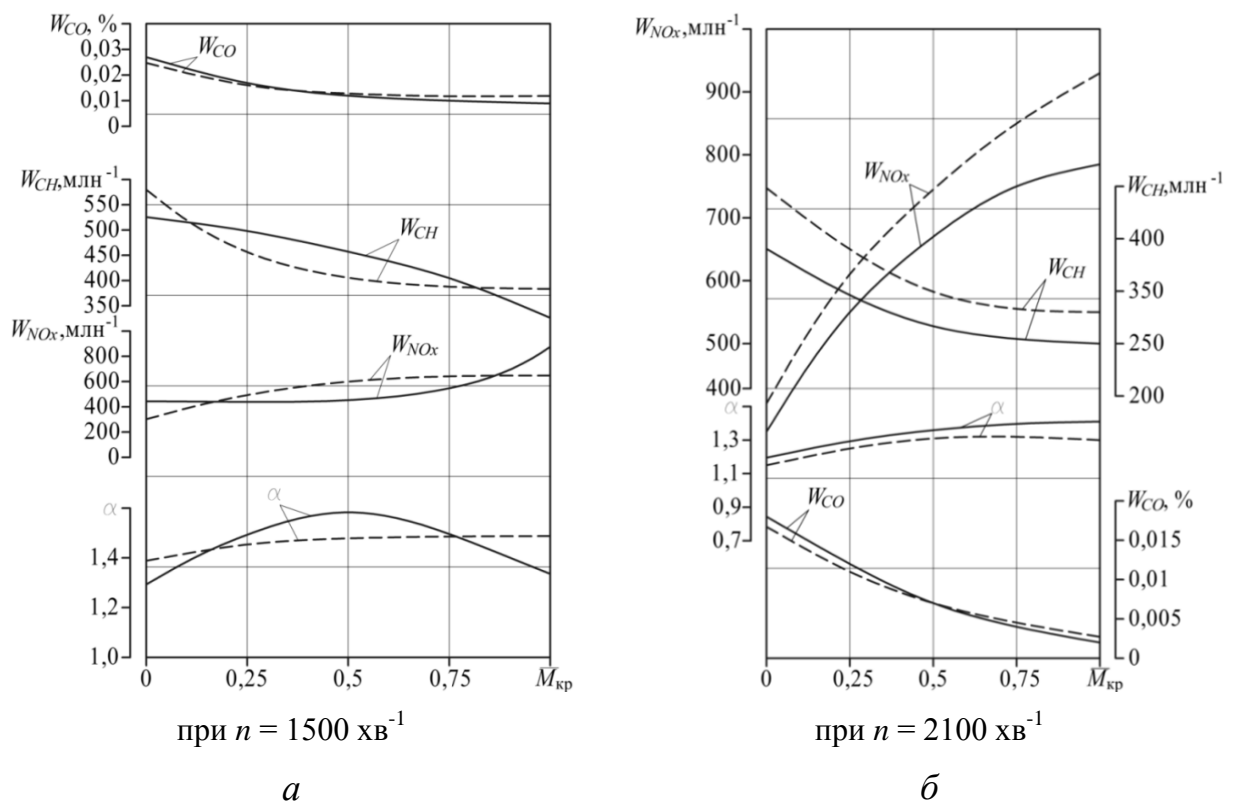 W_CO, %
0,03
0,02
0,01
0
W_CO
W_CH,млн⁻¹
550
500
450
400
350
W_CH
W_NOx,млн⁻¹
800
600
400
200
0
W_NOx
α
1,4
1,2
1,0
α
0 0,25 0,5 0,75 M̅кр
при n = 1500 хв⁻¹
а
W_NOx,млн⁻¹
900
800
700
600
500
400
W_NOx
W_CH,млн⁻¹
400
350
250
200
W_CH
α
1,3
1,1
0,9
0,7
α
W_CO
W_CO, %
0,015
0,01
0,005
0
0 0,25 0,5 0,75 M̅кр
при n = 2100 хв⁻¹
б